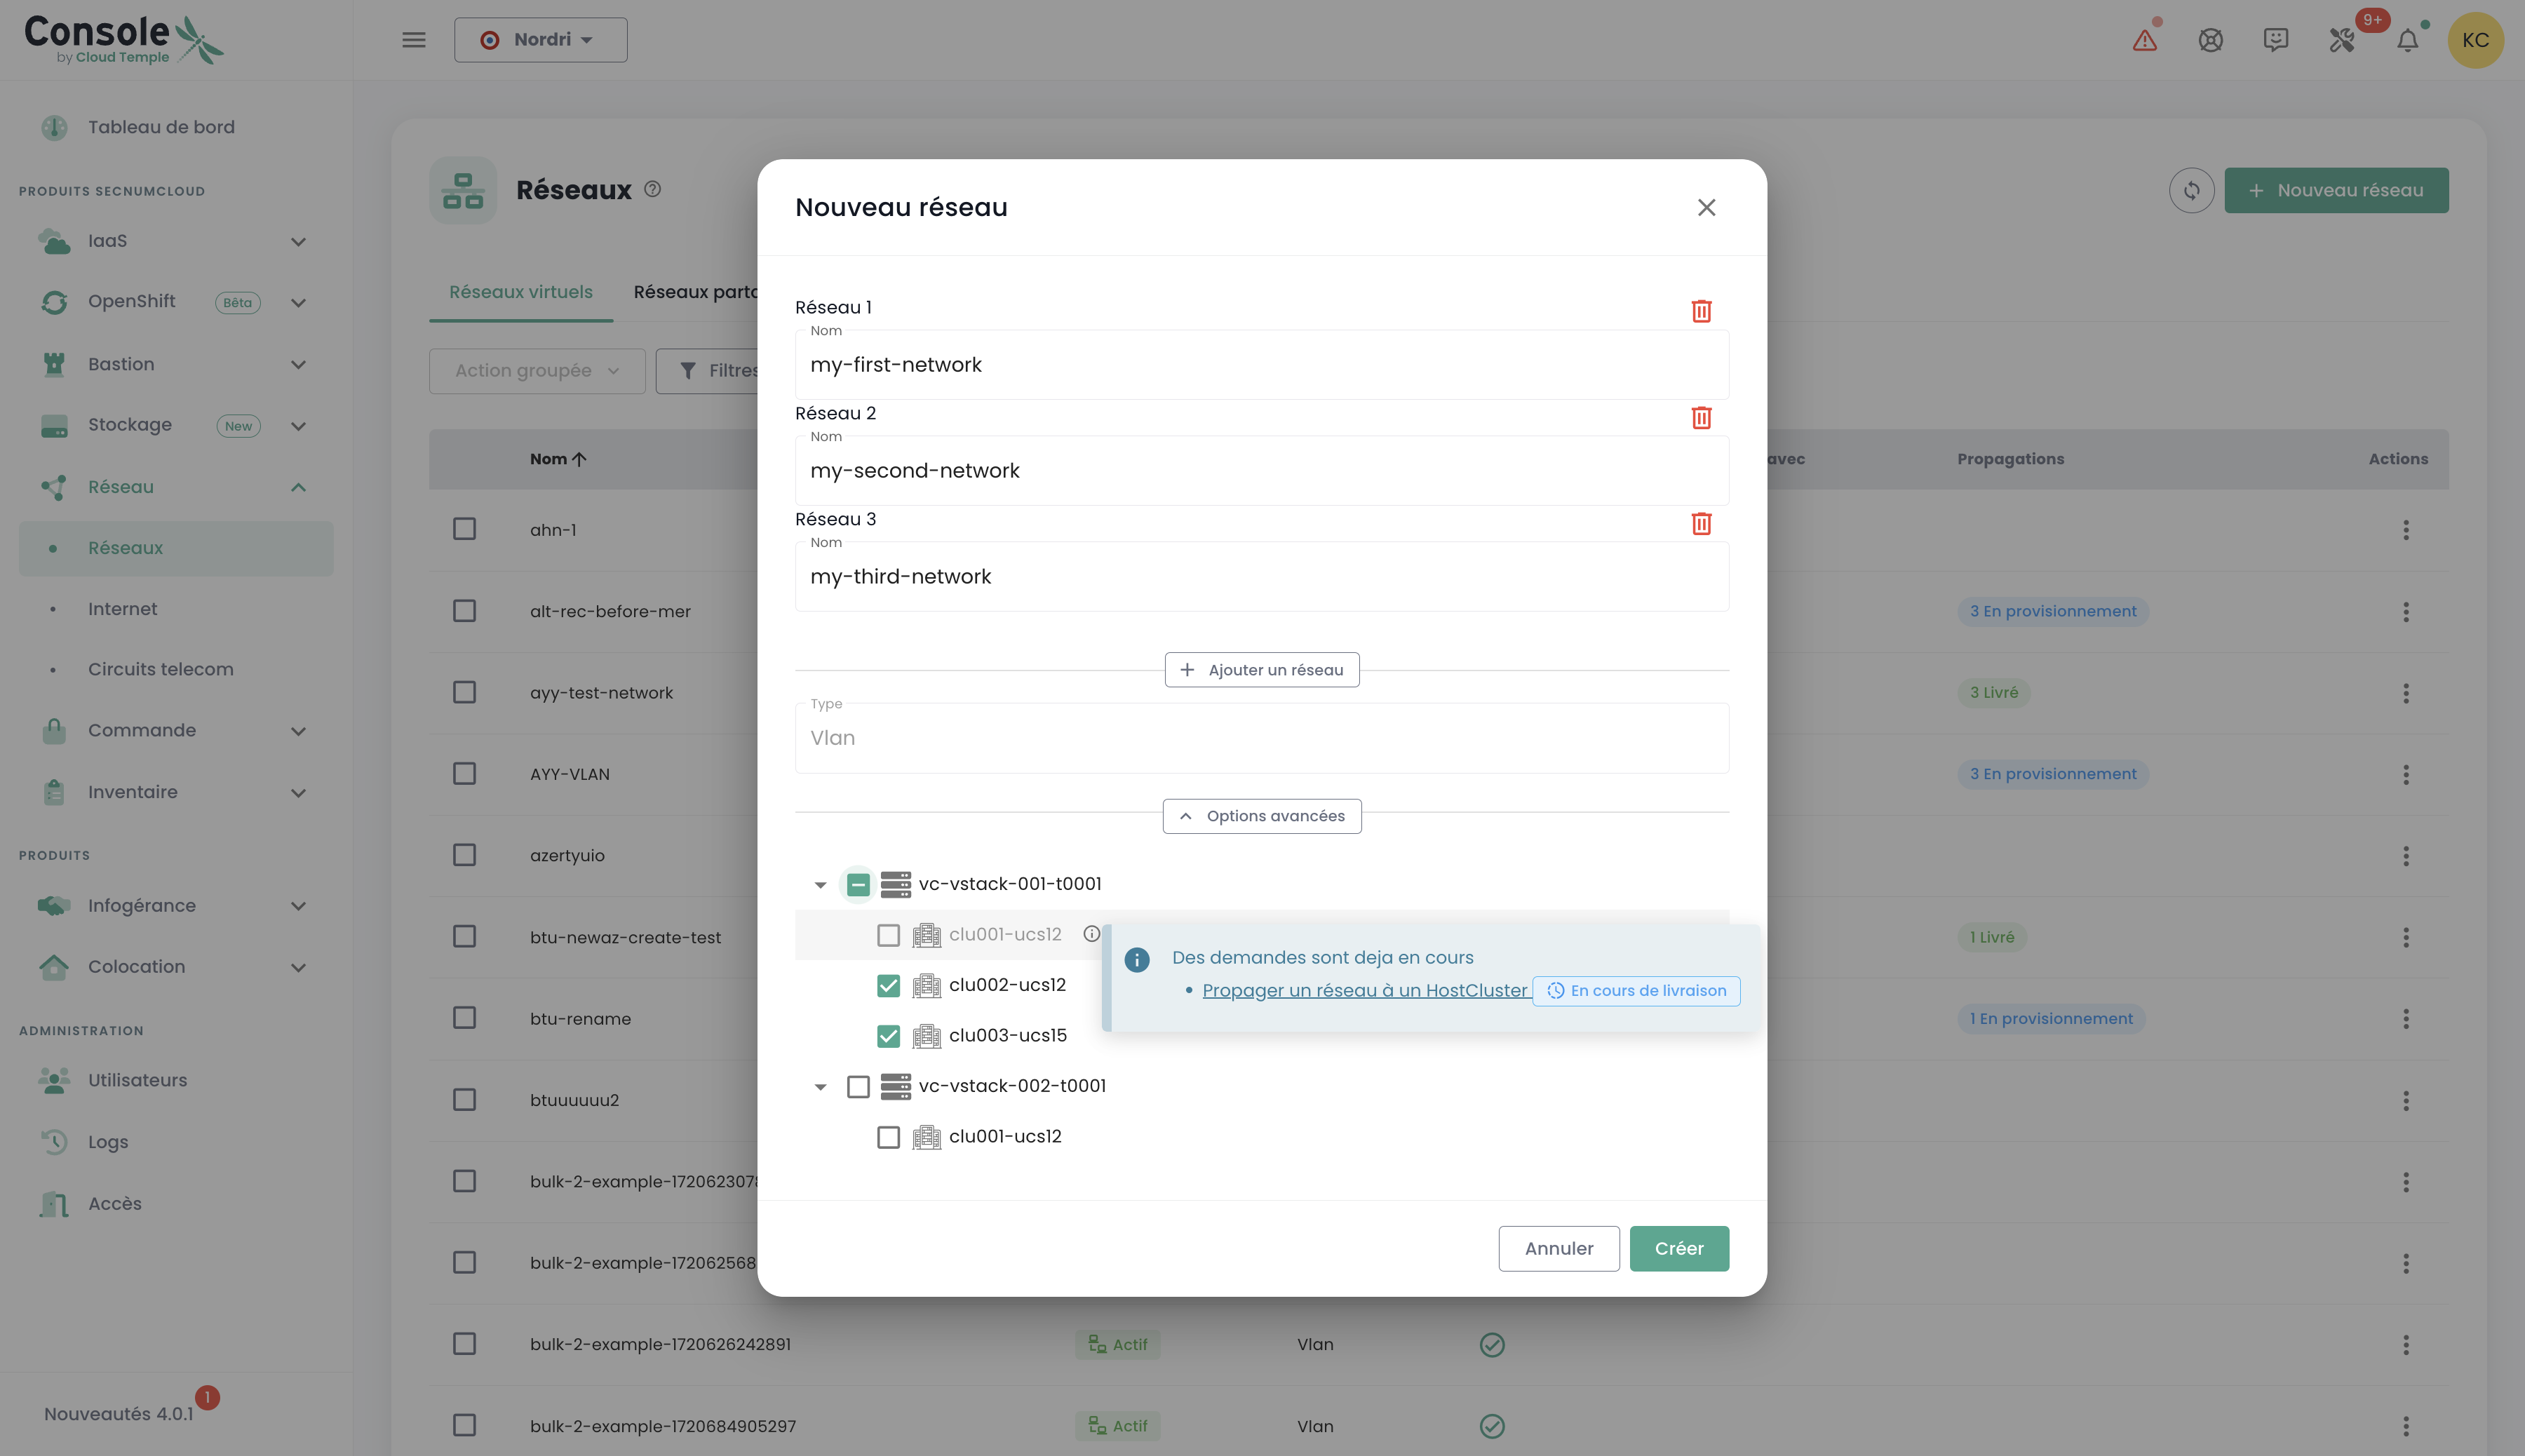 Console
by Cloud Temple
Nordri
9+
KC
Tableau de bord
PRODUITS SECNUMCLOUD
IaaS
OpenShift Bêta
Bastion
Stockage New
Réseau
Réseaux
Internet
Circuits telecom
Commande
Inventaire
PRODUITS
Infogérance
Colocation
ADMINISTRATION
Utilisateurs
Logs
Accès
Nouveautés 4.0.1
1
Réseaux
Nouveau réseau
Réseaux virtuels
Réseaux parta
Action groupée
Filtres
Nom
avec
Propagations
Actions
ahn-1
alt-rec-before-mer
3 En provisionnement
ayy-test-network
3 Livré
AYY-VLAN
3 En provisionnement
azertyuio
btu-newaz-create-test
1 Livré
btu-rename
1 En provisionnement
btuuuuuu2
bulk-2-example-172062307
bulk-2-example-172062568
bulk-2-example-1720626242891 Actif Vlan
bulk-2-example-1720684905297 Actif Vlan
Nouveau réseau
Réseau 1
Nom
my-first-network
Réseau 2
Nom
my-second-network
Réseau 3
Nom
my-third-network
Ajouter un réseau
Type
Vlan
Options avancées
vc-vstack-001-t0001
clu001-ucs12
Des demandes sont deja en cours
Propager un réseau à un HostCluster En cours de livraison
clu002-ucs12
clu003-ucs15
vc-vstack-002-t0001
clu001-ucs12
Annuler
Créer